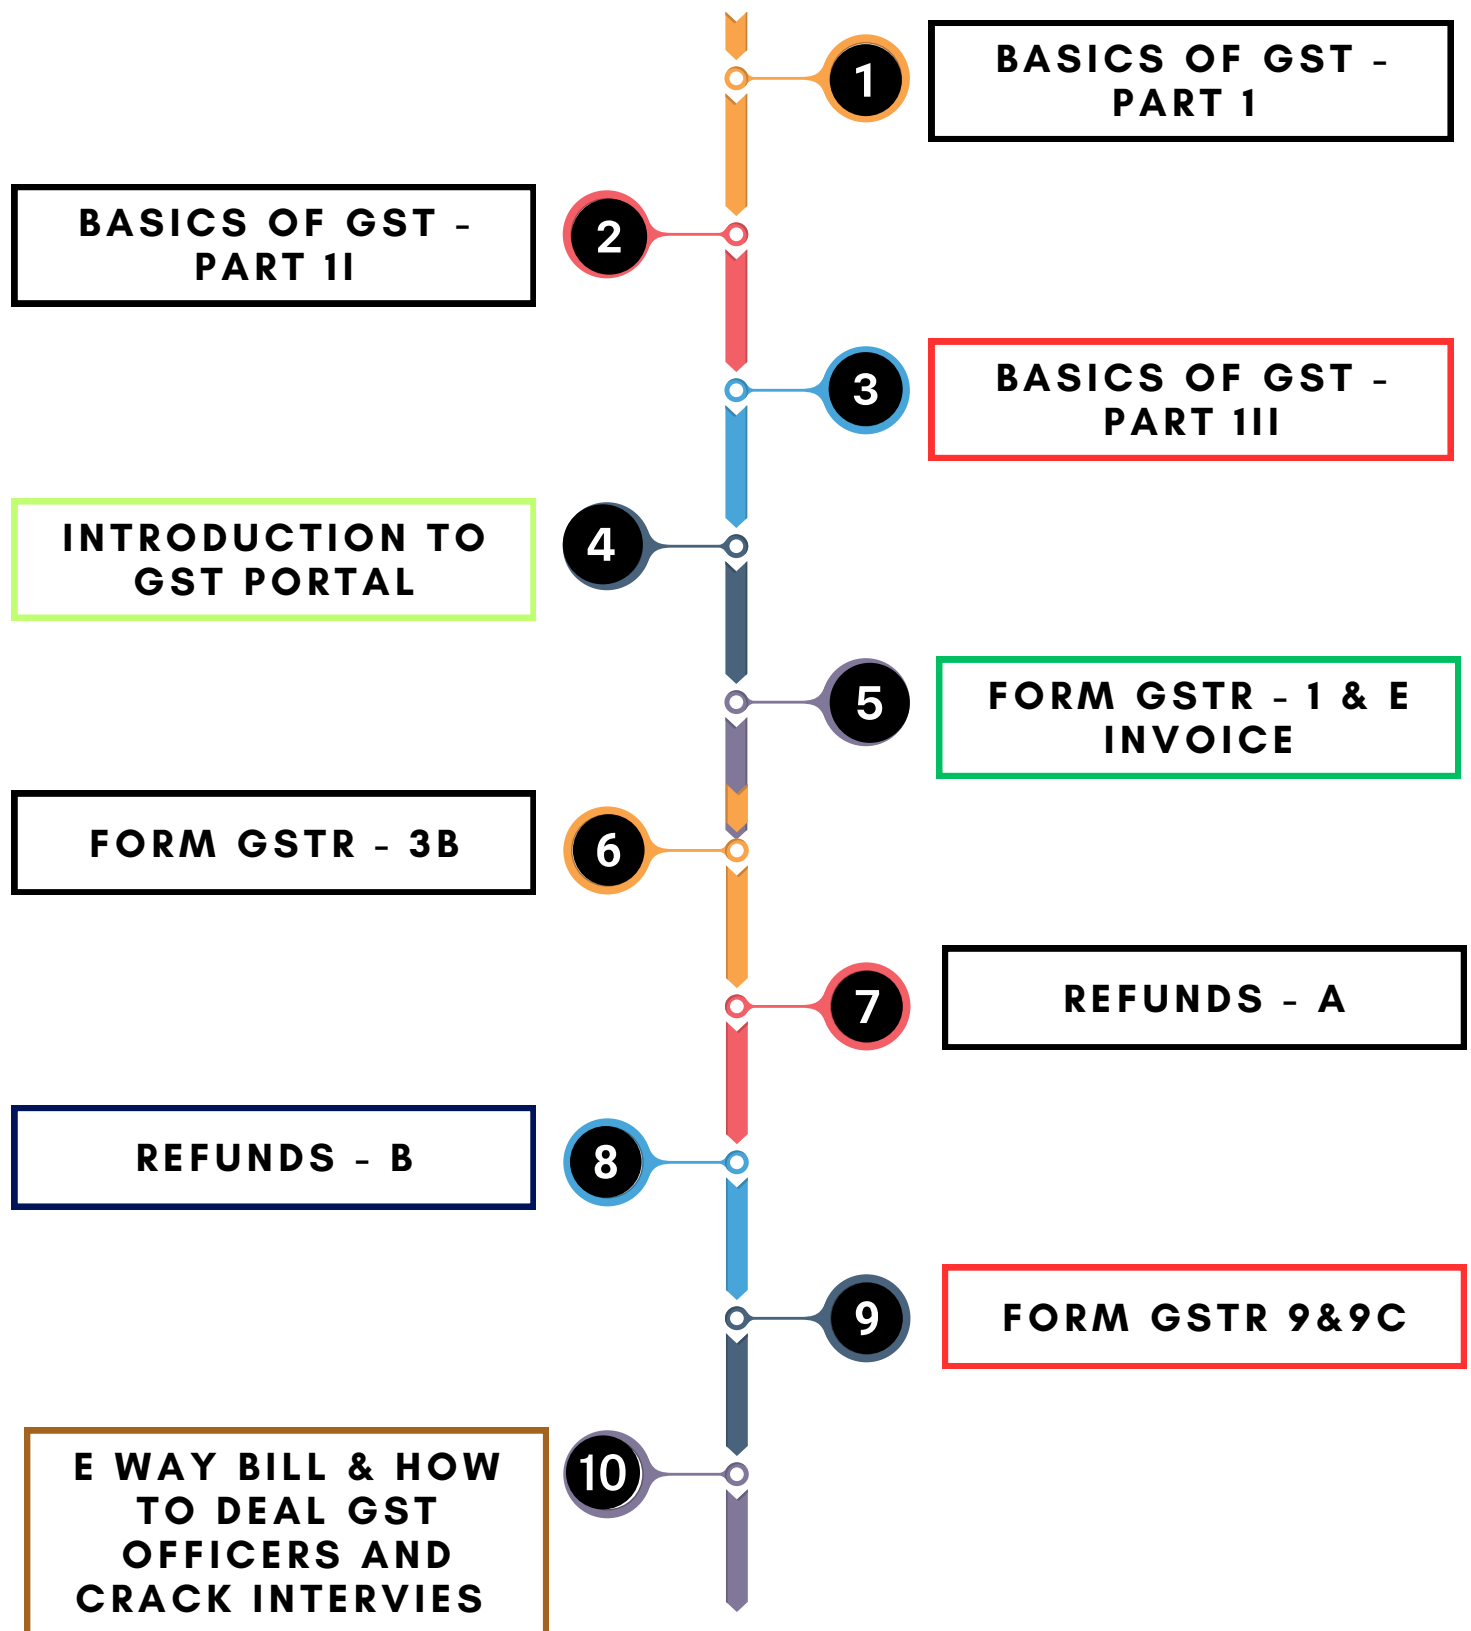 1
BASICS OF GST -
PART 1
BASICS OF GST -
PART 1I
2
3
BASICS OF GST -
PART 1II
INTRODUCTION TO
GST PORTAL
4
5
FORM GSTR - 1 & E
INVOICE
FORM GSTR - 3B
6
7
REFUNDS - A
REFUNDS - B
8
9
FORM GSTR 9&9C
E WAY BILL & HOW
TO DEAL GST
OFFICERS AND
CRACK INTERVIES
10